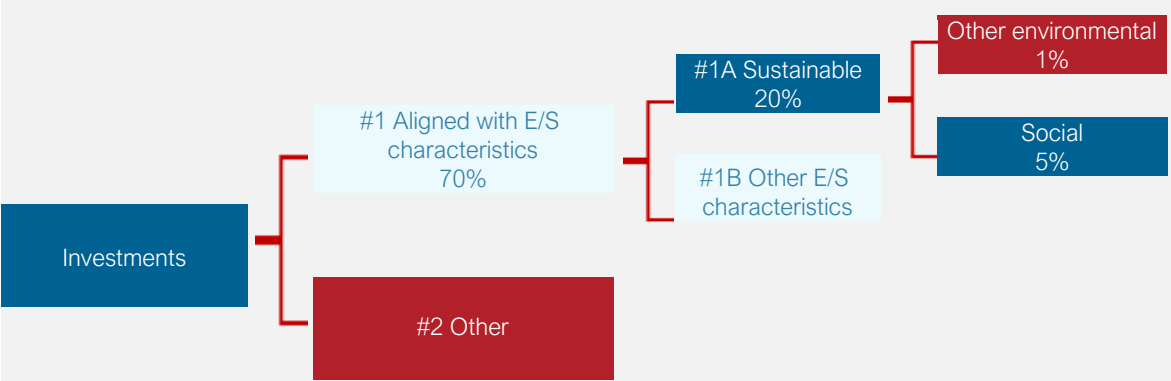 Other environmental
1%
#1A Sustainable
20%
#1 Aligned with E/S
characteristics
70%
Social
5%
#1B Other E/S
characteristics
Investments
#2 Other